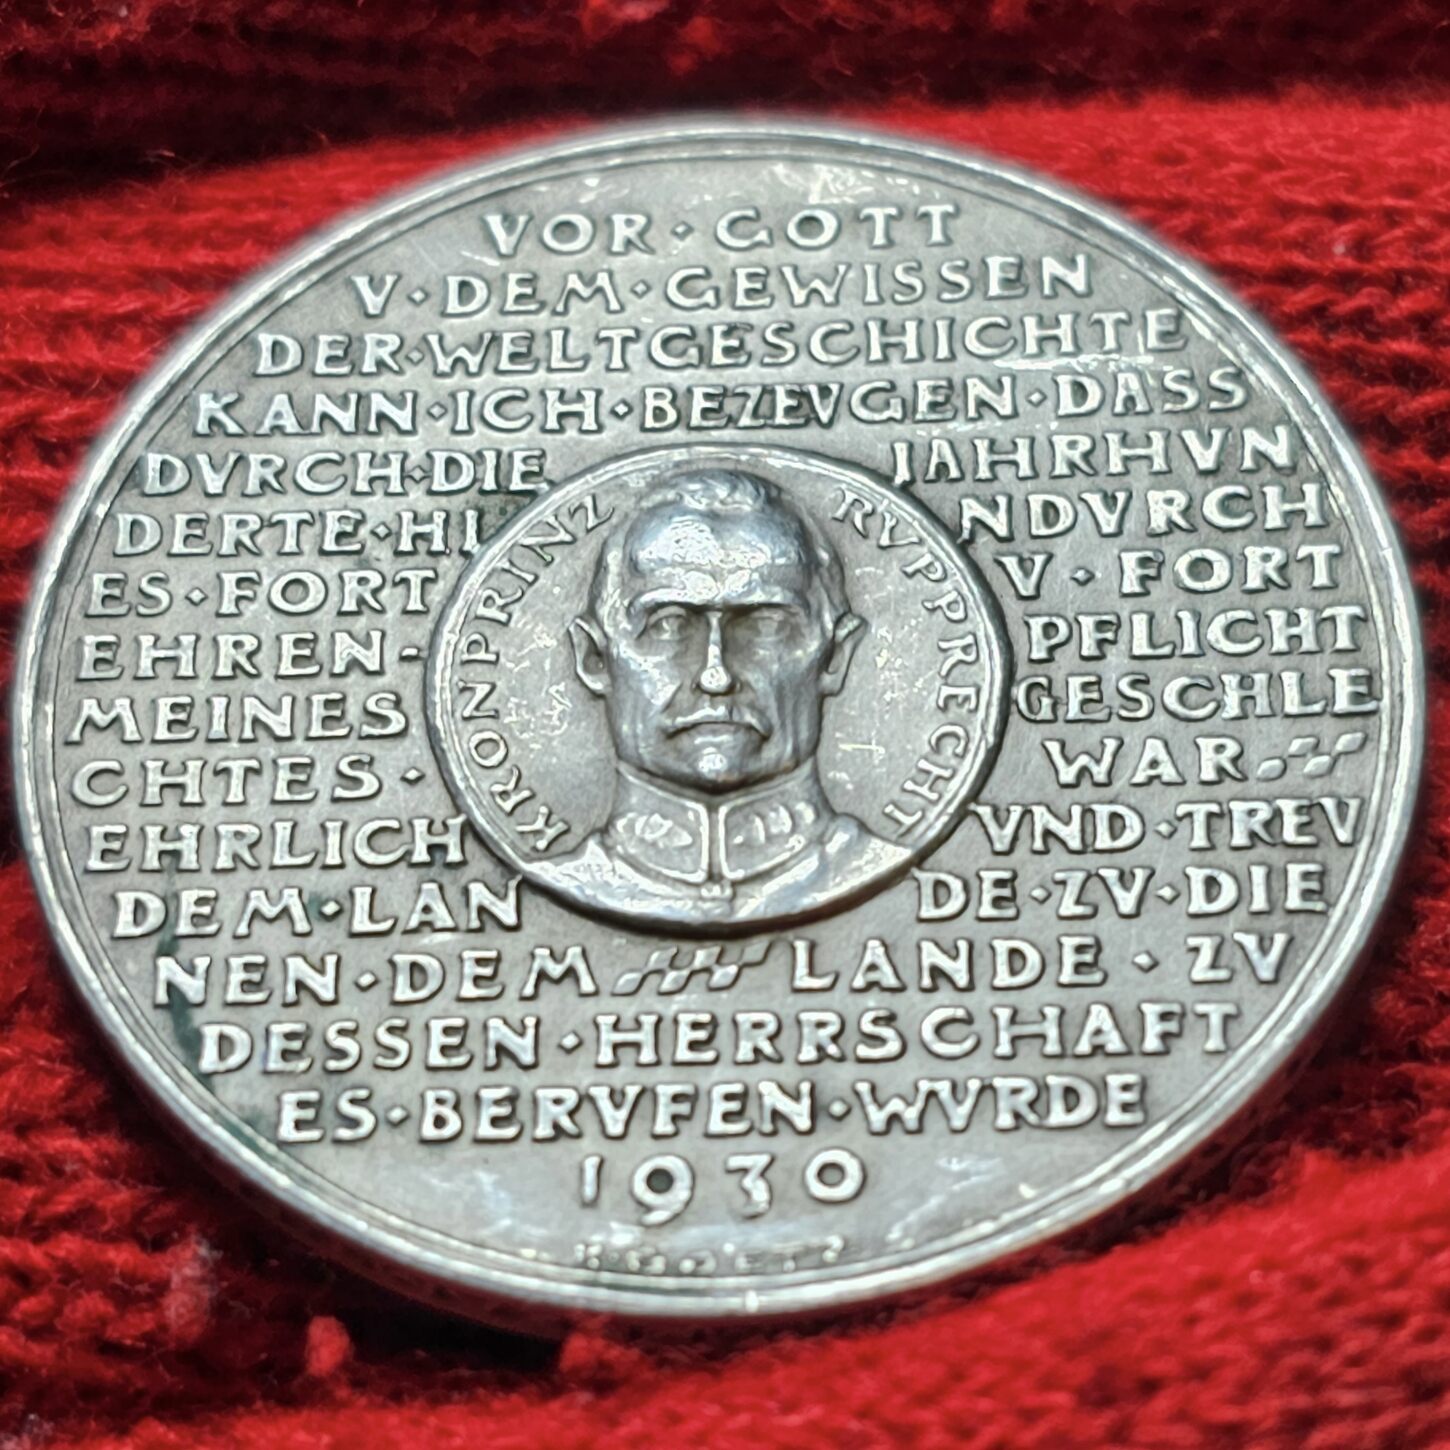 VOR · GOTT
V · DEM · GEWISSEN
DER · WELTGESCHICHTE
KANN · ICH · BEZEVGEN · DASS
DVRCH · DIE JAHRHVN
DERTE · HI NDVRCH
ES · FORT V · FORT
EHREN- PFLICHT
MEINES GESCHLE
CHTES · WAR
EHRLICH VND · TREV
DEM · LAN DE · ZV · DIE
NEN · DEM LANDE · ZV
DESSEN · HERRSCHAFT
ES · BERVFEN · WVRDE
1930
KRONPRINZ RVPPRECHT
K·GOETZ